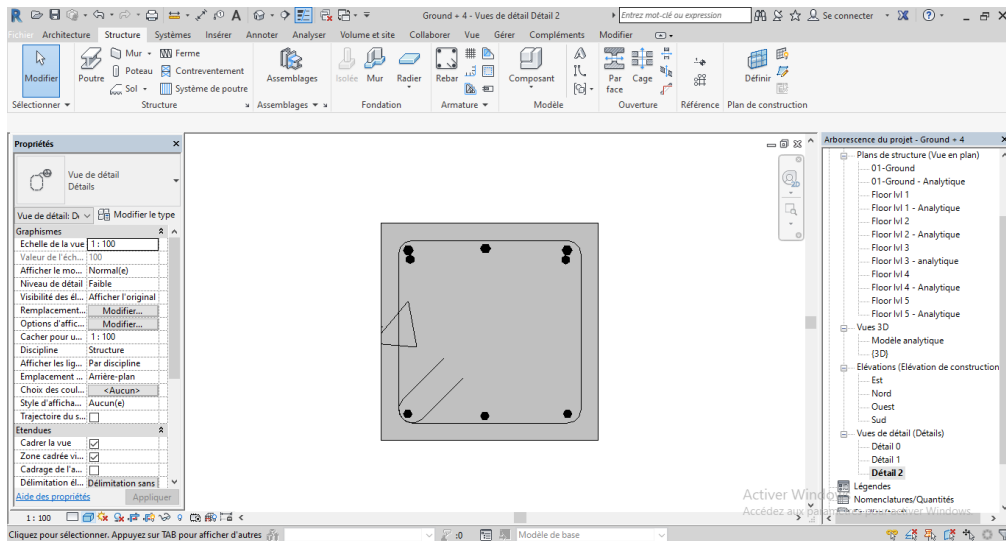 Ground + 4 - Vues de détail Détail 2
Entrez mot-clé ou expression
Se connecter
Fichier Architecture Structure Systèmes Insérer Annoter Analyser Volume et site Collaborer Vue Gérer Compléments Modifier
Modifier
Poutre
Mur
Poteau
Sol
Ferme
Contreventement
Système de poutre
Assemblages
Isolée Mur Radier
Rebar
Composant
Par face
Cage
Définir
Sélectionner Structure Assemblages Fondation Armature Modèle Ouverture Référence Plan de construction
Propriétés
Vue de détail
Détails
Vue de détail: D
Modifier le type
Graphismes
Echelle de la vue 1 : 100
Valeur de l'éch... 100
Afficher le mo... Normal(e)
Niveau de détail Faible
Visibilité des él... Afficher l'original
Remplacement... Modifier...
Options d'affic... Modifier...
Cacher pour u... 1 : 100
Discipline Structure
Afficher les lig... Par discipline
Emplacement ... Arrière-plan
Choix des coul... <Aucun>
Style d'afficha... Aucun(e)
Trajectoire du s...
Etendues
Cadrer la vue
Zone cadrée vi...
Cadrage de l'a...
Délimitation él... Délimitation sans
Aide des propriétés Appliquer
2D
Arborescence du projet - Ground + 4
Plans de structure (Vue en plan)
01-Ground
01-Ground - Analytique
Floor lvl 1
Floor lvl 1 - Analytique
Floor lvl 2
Floor lvl 2 - Analytique
Floor lvl 3
Floor lvl 3 - analytique
Floor lvl 4
Floor lvl 4 - Analytique
Floor lvl 5
Floor lvl 5 - Analytique
Vues 3D
Modèle analytique
{3D}
Elévations (Elévation de construction
Est
Nord
Ouest
Sud
Vues de détail (Détails)
Détail 0
Détail 1
Détail 2
Légendes
Nomenclatures/Quantités
Activer Windows
Accédez aux paramètres pour activer Windows.
1 : 100
Cliquez pour sélectionner. Appuyez sur TAB pour afficher d'autres
:0
Modèle de base